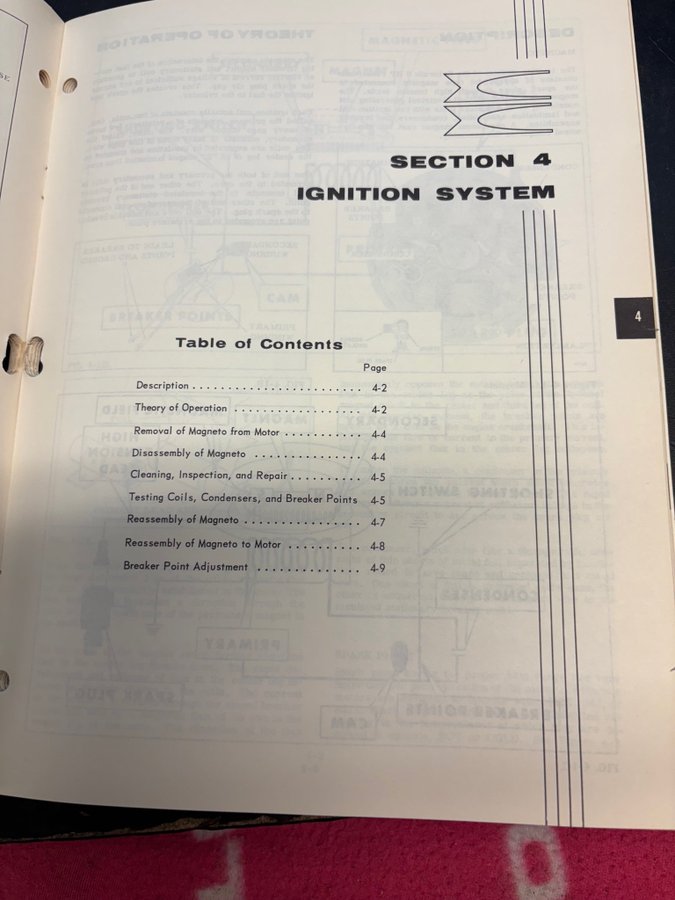 SE
SECTION 4
IGNITION SYSTEM
4
Table of Contents
Page
Description . . . . . . . . . . . . . . . . . . . . . . . . 4-2
Theory of Operation . . . . . . . . . . . . . . . . . . 4-2
Removal of Magneto from Motor . . . . . . . . . . . 4-4
Disassembly of Magneto . . . . . . . . . . . . . . . 4-4
Cleaning, Inspection, and Repair . . . . . . . . . . 4-5
Testing Coils, Condensers, and Breaker Points 4-5
Reassembly of Magneto . . . . . . . . . . . . . . . . 4-7
Reassembly of Magneto to Motor . . . . . . . . . . 4-8
Breaker Point Adjustment . . . . . . . . . . . . . . 4-9